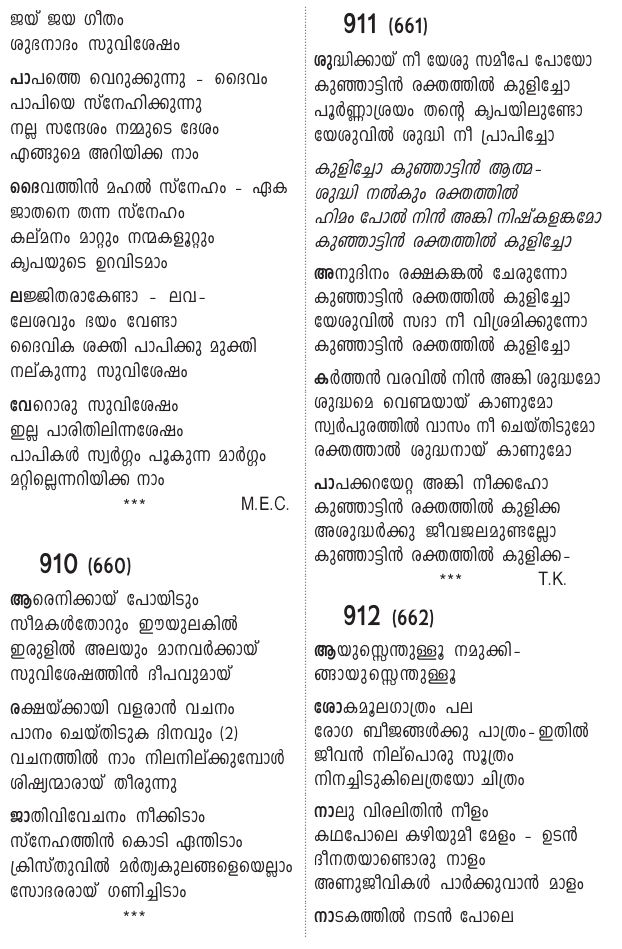 ജയ് ജയ ഗീതം
ശുഭനാദം സുവിശേഷം
പാപത്തെ വെറുക്കുന്നു - ദൈവം
പാപിയെ സ്നേഹിക്കുന്നു
നല്ല സന്ദേശം നമ്മുടെ ദേശം
എങ്ങുമെ അറിയിക്ക നാം
ദൈവത്തിൻ മഹൽ സ്നേഹം - ഏക
ജാതനെ തന്ന സ്നേഹം
കല്മനം മാറ്റും നന്മകളൂറ്റും
കൃപയുടെ ഉറവിടമാം
ലജ്ജിതരാകേണ്ടാ - ലവ-
ലേശവും ഭയം വേണ്ടാ
ദൈവിക ശക്തി പാപിക്കു മുക്തി
നല്കുന്നു സുവിശേഷം
വേറൊരു സുവിശേഷം
ഇല്ല പാരിതിലിന്നശേഷം
പാപികൾ സ്വർഗ്ഗം പൂകുന്ന മാർഗ്ഗം
മറ്റില്ലെന്നറിയിക്ക നാം
*** M.E.C.
910 (660)
ആരെനിക്കായ് പോയിടും
സീമകൾതോറും ഈയുലകിൽ
ഇരുളിൽ അലയും മാനവർക്കായ്
സുവിശേഷത്തിൻ ദീപവുമായ്
രക്ഷയ്ക്കായി വളരാൻ വചനം
പാനം ചെയ്തിടുക ദിനവും (2)
വചനത്തിൽ നാം നിലനില്ക്കുമ്പോൾ
ശിഷ്യന്മാരായ് തീരുന്നു
ജാതിവിവേചനം നീക്കിടാം
സ്നേഹത്തിൻ കൊടി ഏന്തിടാം
ക്രിസ്തുവിൽ മർത്യകുലങ്ങളെയെല്ലാം
സോദരരായ് ഗണിച്ചിടാം
***
911 (661)
ശുദ്ധിക്കായ് നീ യേശു സമീപേ പോയോ
കുഞ്ഞാട്ടിൻ രക്തത്തിൽ കുളിച്ചോ
പൂർണ്ണാശ്രയം തന്റെ കൃപയിലുണ്ടോ
യേശുവിൽ ശുദ്ധി നീ പ്രാപിച്ചോ
കുളിച്ചോ കുഞ്ഞാട്ടിൻ ആത്മ-
ശുദ്ധി നൽകും രക്തത്തിൽ
ഹിമം പോൽ നിൻ അങ്കി നിഷ്കളങ്കമോ
കുഞ്ഞാട്ടിൻ രക്തത്തിൽ കുളിച്ചോ
അനുദിനം രക്ഷകങ്കൽ ചേരുന്നോ
കുഞ്ഞാട്ടിൻ രക്തത്തിൽ കുളിച്ചോ
യേശുവിൽ സദാ നീ വിശ്രമിക്കുന്നോ
കുഞ്ഞാട്ടിൻ രക്തത്തിൽ കുളിച്ചോ
കർത്തൻ വരവിൽ നിൻ അങ്കി ശുദ്ധമോ
ശുദ്ധമെ വെണ്മയായ് കാണുമോ
സ്വർപുരത്തിൽ വാസം നീ ചെയ്തിടുമോ
രക്തത്താൽ ശുദ്ധനായ് കാണുമോ
പാപക്കറയേറ്റ അങ്കി നീക്കഹോ
കുഞ്ഞാട്ടിൻ രക്തത്തിൽ കുളിക്ക
അശുദ്ധർക്കു ജീവജലമുണ്ടല്ലോ
കുഞ്ഞാട്ടിൻ രക്തത്തിൽ കുളിക്ക-
*** T.K.
912 (662)
ആയുസ്സെന്തുള്ളൂ നമുക്കി-
ങ്ങായുസ്സെന്തുള്ളൂ
ശോകമൂലഗാത്രം പല
രോഗ ബീജങ്ങൾക്കു പാത്രം-ഇതിൽ
ജീവൻ നില്പൊരു സൂത്രം
നിനച്ചിടുകിലെത്രയോ ചിത്രം
നാലു വിരലിതിൻ നീളം
കഥപോലെ കഴിയുമീ മേളം - ഉടൻ
ദീനതയാണ്ടൊരു നാളം
അണുജീവികൾ പാർക്കുവാൻ മാളം
നാടകത്തിൽ നടൻ പോലെ